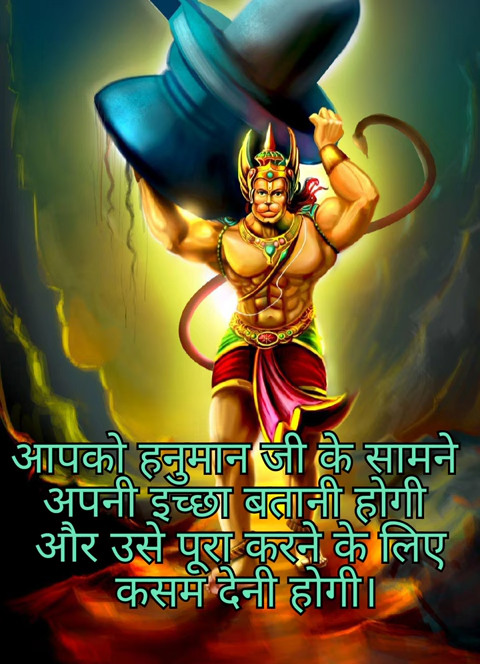 आपको हनुमान जी के सामने
अपनी इच्छा बतानी होगी
और उसे पूरा करने के लिए
कसम देनी होगी।